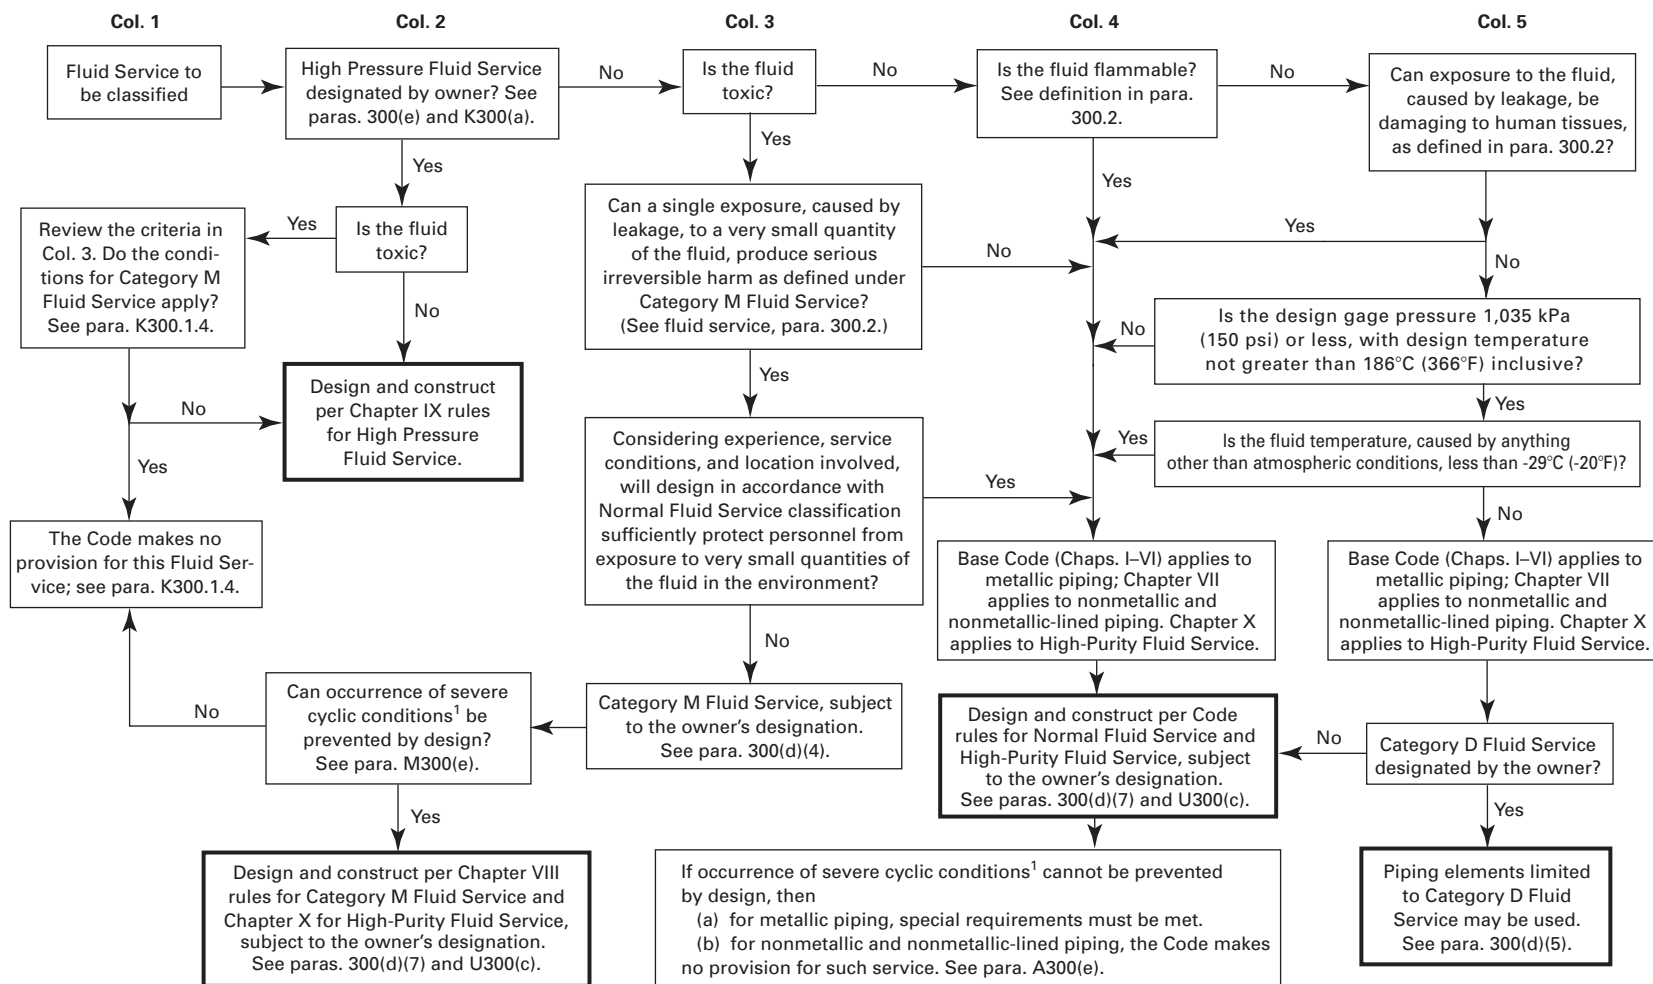 Col. 1
Col. 2
Col. 3
Col. 4
Col. 5
Fluid Service to
be classified
High Pressure Fluid Service
designated by owner? See
paras. 300(e) and K300(a).
No
Is the fluid
toxic?
No
Is the fluid flammable?
See definition in para.
300.2.
No
Can exposure to the fluid,
caused by leakage, be
damaging to human tissues,
as defined in para. 300.2?
Yes
Yes
Yes
Review the criteria in
Col. 3. Do the condi-
tions for Category M
Fluid Service apply?
See para. K300.1.4.
Yes
Is the fluid
toxic?
Can a single exposure, caused by
leakage, to a very small quantity
of the fluid, produce serious
irreversible harm as defined under
Category M Fluid Service?
(See fluid service, para. 300.2.)
No
Yes
No
No
Is the design gage pressure 1,035 kPa
(150 psi) or less, with design temperature
not greater than 186°C (366°F) inclusive?
No
Yes
Design and construct
per Chapter IX rules
for High Pressure
Fluid Service.
No
Yes
Yes
Considering experience, service
conditions, and location involved,
will design in accordance with
Normal Fluid Service classification
sufficiently protect personnel from
exposure to very small quantities of
the fluid in the environment?
Yes
Yes
Is the fluid temperature, caused by anything
other than atmospheric conditions, less than -29°C (-20°F)?
No
The Code makes no
provision for this Fluid Ser-
vice; see para. K300.1.4.
Base Code (Chaps. I–VI) applies to
metallic piping; Chapter VII
applies to nonmetallic and
nonmetallic-lined piping. Chapter X
applies to High-Purity Fluid Service.
Base Code (Chaps. I–VI) applies to
metallic piping; Chapter VII
applies to nonmetallic and
nonmetallic-lined piping. Chapter X
applies to High-Purity Fluid Service.
No
No
Can occurrence of severe
cyclic conditions1 be
prevented by design?
See para. M300(e).
Category M Fluid Service, subject
to the owner's designation.
See para. 300(d)(4).
Design and construct per Code
rules for Normal Fluid Service and
High-Purity Fluid Service, subject
to the owner's designation.
See paras. 300(d)(7) and U300(c).
No
Category D Fluid Service
designated by the owner?
Yes
Yes
Design and construct per Chapter VIII
rules for Category M Fluid Service and
Chapter X for High-Purity Fluid Service,
subject to the owner's designation.
See paras. 300(d)(7) and U300(c).
If occurrence of severe cyclic conditions1 cannot be prevented
by design, then
(a) for metallic piping, special requirements must be met.
(b) for nonmetallic and nonmetallic-lined piping, the Code makes
no provision for such service. See para. A300(e).
Piping elements limited
to Category D Fluid
Service may be used.
See para. 300(d)(5).